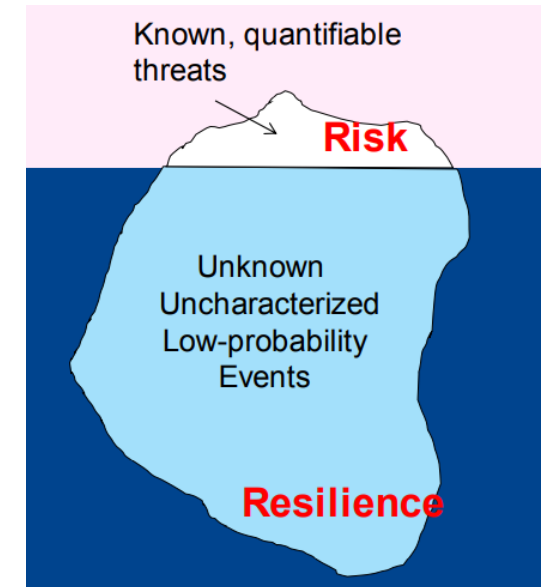 Known, quantifiable
threats
Risk
Unknown
Uncharacterized
Low-probability
Events
Resilience